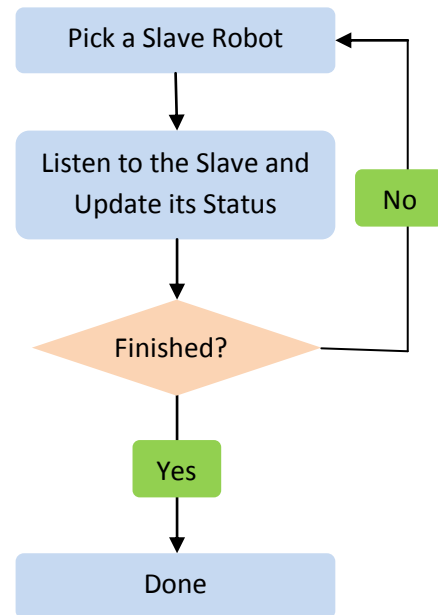 Pick a Slave Robot
Listen to the Slave and
Update its Status
No
Finished?
Yes
Done